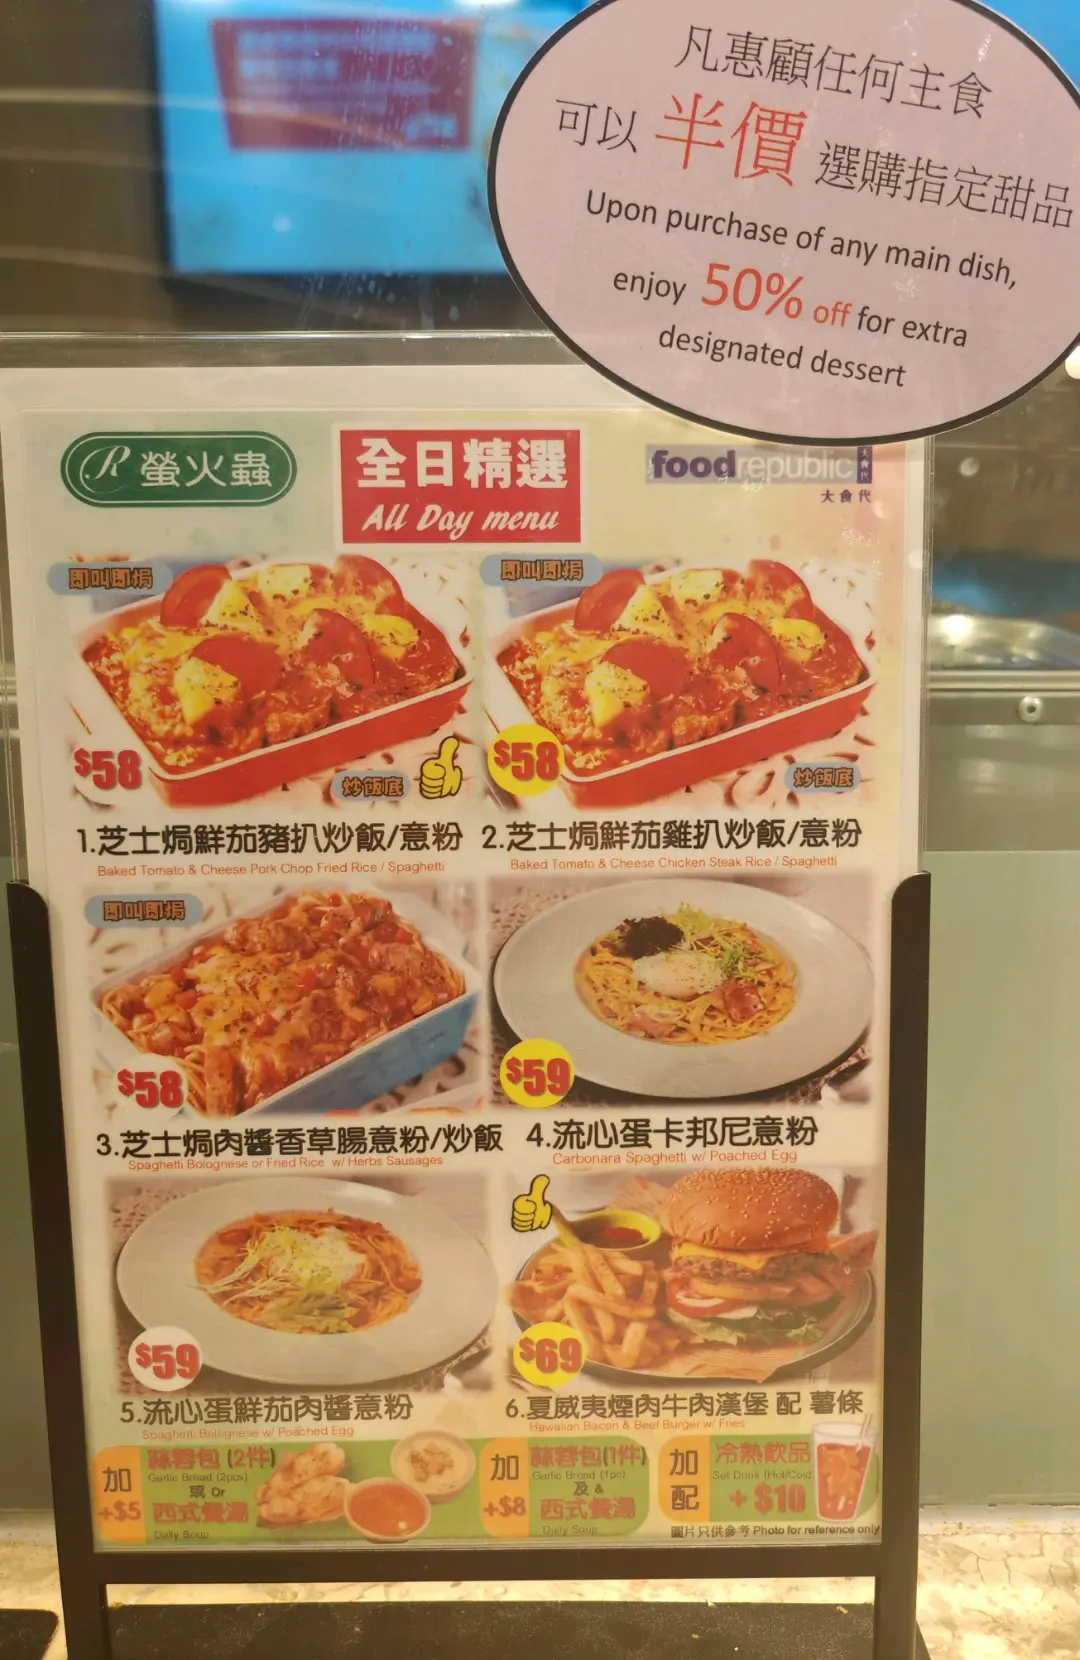 凡惠顧任何主食
可以 半價 選購指定甜品
Upon purchase of any main dish,
enjoy 50% off for extra
designated dessert
R 螢火蟲
全日精選
All Day menu
foodrepublic 大食代
大食代
即叫即焗
$58
炒飯底
1.芝士焗鮮茄豬扒炒飯/意粉
Baked Tomato & Cheese Pork Chop Fried Rice / Spaghetti
即叫即焗
$58
炒飯底
2.芝士焗鮮茄雞扒炒飯/意粉
Baked Tomato & Cheese Chicken Steak Rice / Spaghetti
即叫即焗
$58
3.芝士焗肉醬香草腸意粉/炒飯
Spaghetti Bolognese or Fried Rice w/ Herbs Sausages
$59
4.流心蛋卡邦尼意粉
Carbonara Spaghetti w/ Poached Egg
$59
5.流心蛋鮮茄肉醬意粉
Spaghetti Bolognese w/ Poached Egg
$69
6.夏威夷煙肉牛肉漢堡 配 薯條
Hawaiian Bacon & Beef Burger w/ Fries
加
+$5
蒜蓉包 (2件)
Garlic Bread (2pcs)
或 Or
西式餐湯
Daily Soup
加
+$8
蒜蓉包(1件)
Garlic Bread (1pc)
及 &
西式餐湯
Daily Soup
加
配
冷熱飲品
Set Drink (Hot/Cold)
+ $10
圖片只供參考 Photo for reference only